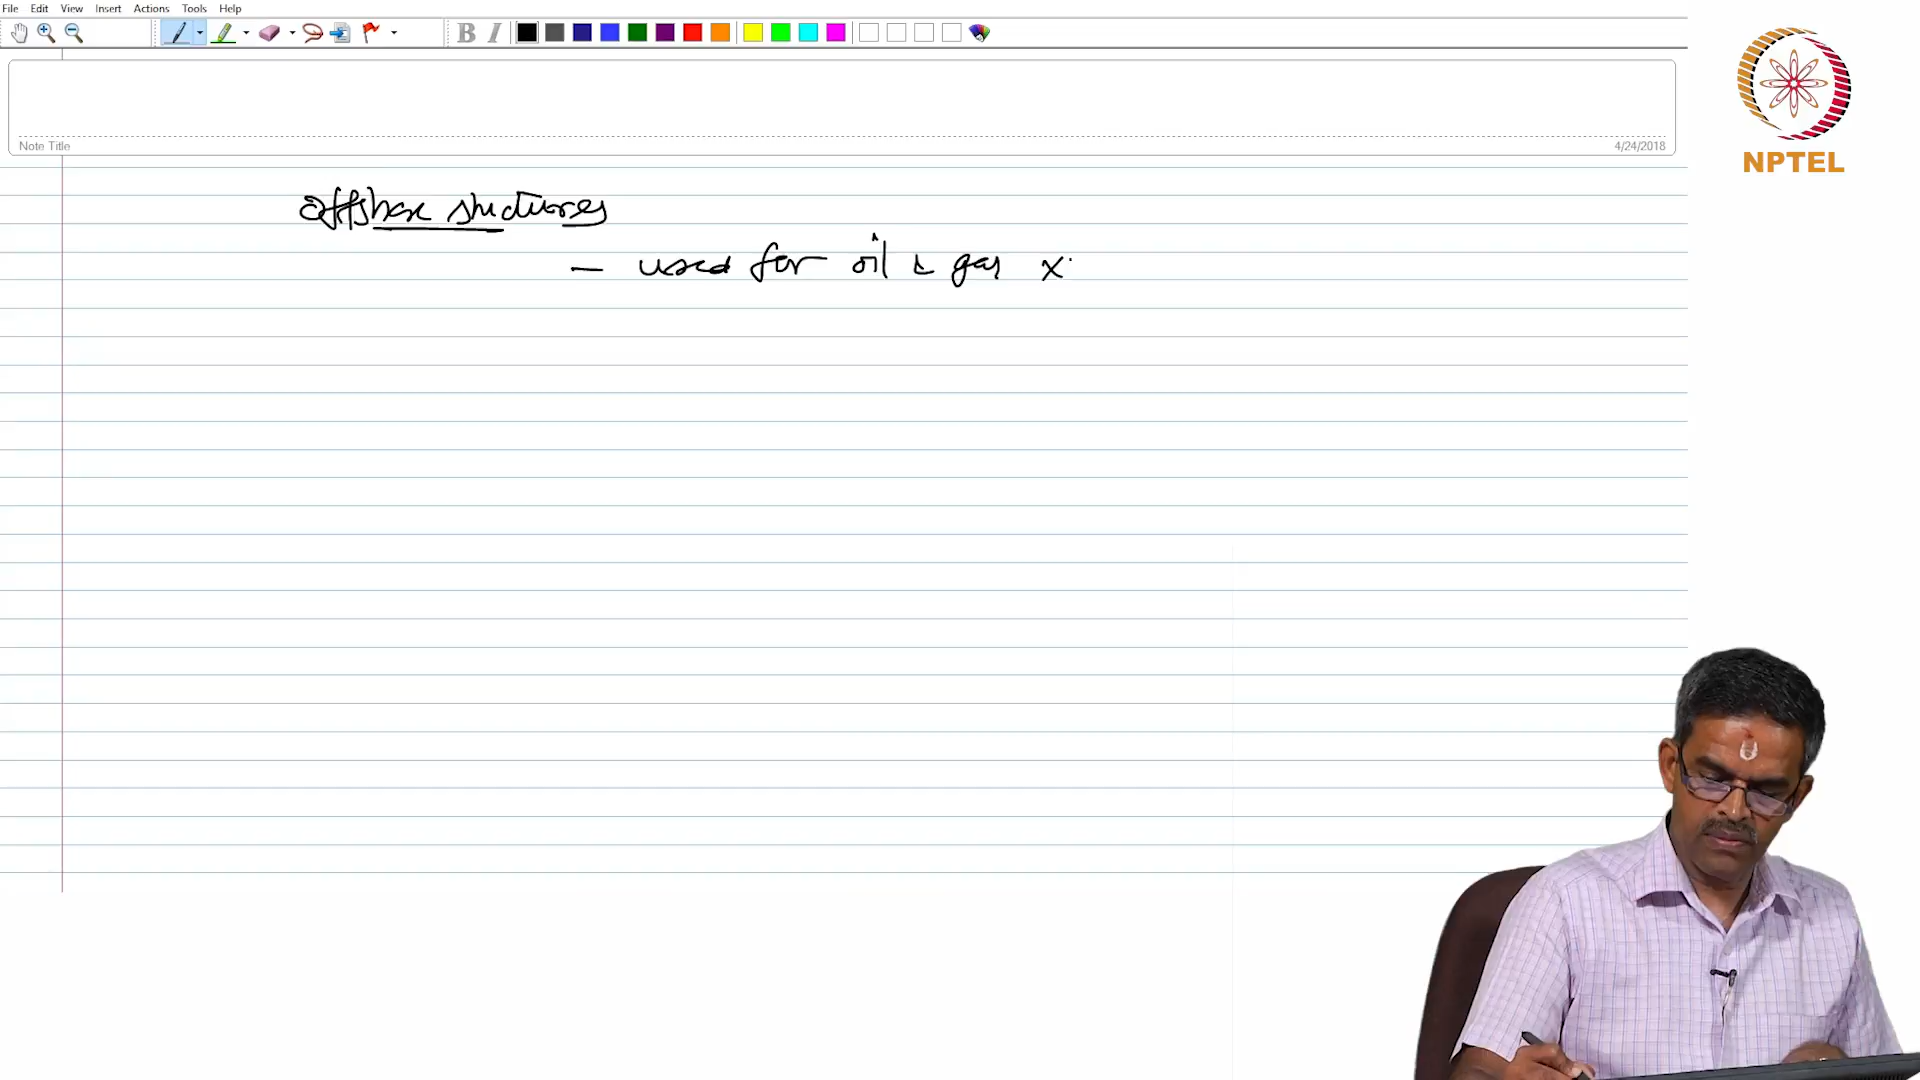 File Edit View Insert Actions Tools Help
B I
NPTEL
Note Title 4/24/2018
offshore structures
— used for oil & gas x